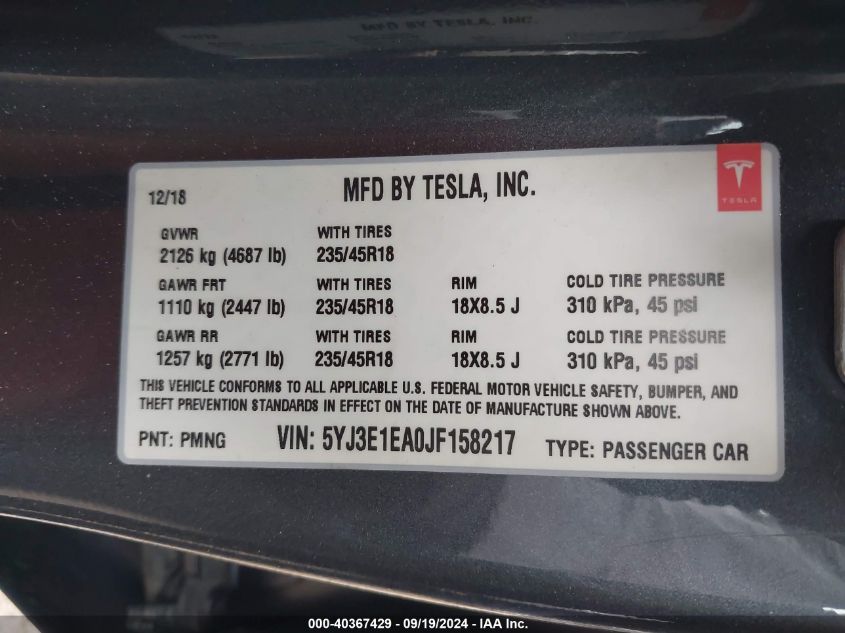 MFD BY TESLA, INC.
12/18
MFD BY TESLA, INC.
TESLA
GVWR WITH TIRES
2126 kg (4687 lb) 235/45R18
GAWR FRT WITH TIRES RIM COLD TIRE PRESSURE
1110 kg (2447 lb) 235/45R18 18X8.5 J 310 kPa, 45 psi
GAWR RR WITH TIRES RIM COLD TIRE PRESSURE
1257 kg (2771 lb) 235/45R18 18X8.5 J 310 kPa, 45 psi
THIS VEHICLE CONFORMS TO ALL APPLICABLE U.S. FEDERAL MOTOR VEHICLE SAFETY, BUMPER, AND
THEFT PREVENTION STANDARDS IN EFFECT ON THE DATE OF MANUFACTURE SHOWN ABOVE.
PNT: PMNG VIN: 5YJ3E1EA0JF158217 TYPE: PASSENGER CAR
000-40367429 - 09/19/2024 - IAA Inc.